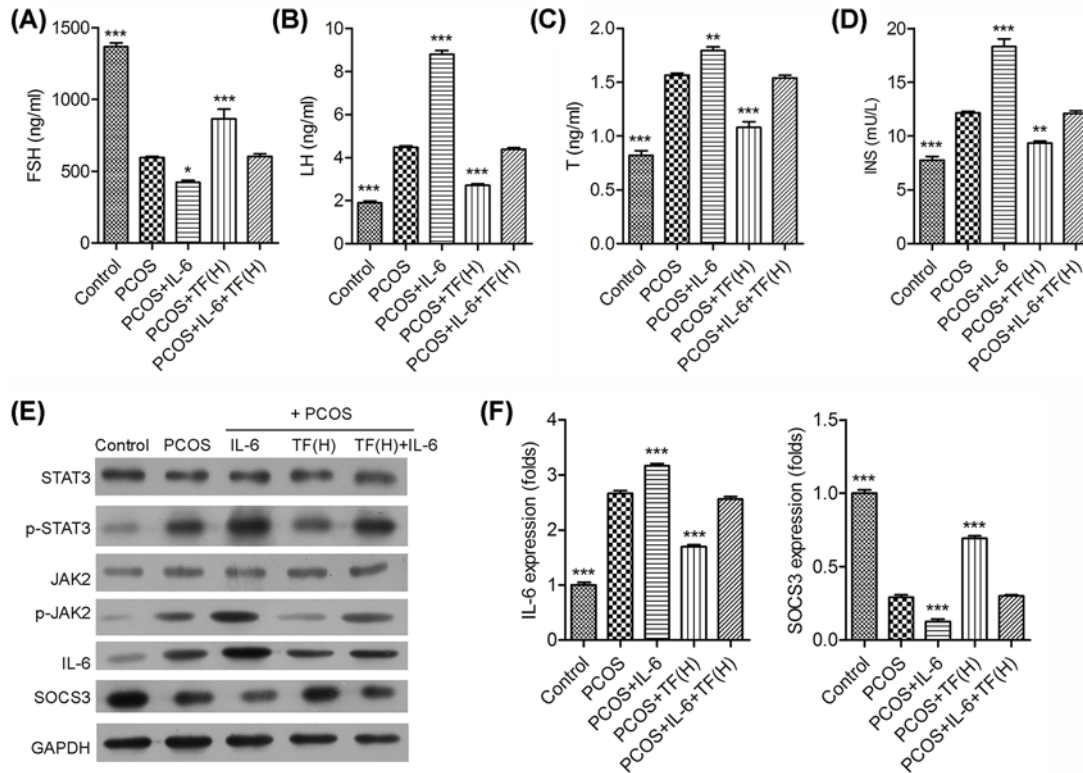 (A)
FSH (ng/ml)
1500
1000
500
0
***
*
***
Control
PCOS
PCOS+IL-6
PCOS+TF(H)
PCOS+IL-6+TF(H)
(B)
LH (ng/ml)
10
8
6
4
2
0
***
***
***
Control
PCOS
PCOS+IL-6
PCOS+TF(H)
PCOS+IL-6+TF(H)
(C)
T (ng/ml)
2.0
1.5
1.0
0.5
0.0
***
**
***
Control
PCOS
PCOS+IL-6
PCOS+TF(H)
PCOS+IL-6+TF(H)
(D)
INS (mU/L)
20
15
10
5
0
***
***
**
Control
PCOS
PCOS+IL-6
PCOS+TF(H)
PCOS+IL-6+TF(H)
(E)
+ PCOS
Control PCOS IL-6 TF(H) TF(H)+IL-6
STAT3
p-STAT3
JAK2
p-JAK2
IL-6
SOCS3
GAPDH
(F)
IL-6 expression (folds)
4
3
2
1
0
***
***
***
Control
PCOS
PCOS+IL-6
PCOS+TF(H)
PCOS+IL-6+TF(H)
SOCS3 expression (folds)
1.5
1.0
0.5
0.0
***
***
***
Control
PCOS
PCOS+IL-6
PCOS+TF(H)
PCOS+IL-6+TF(H)